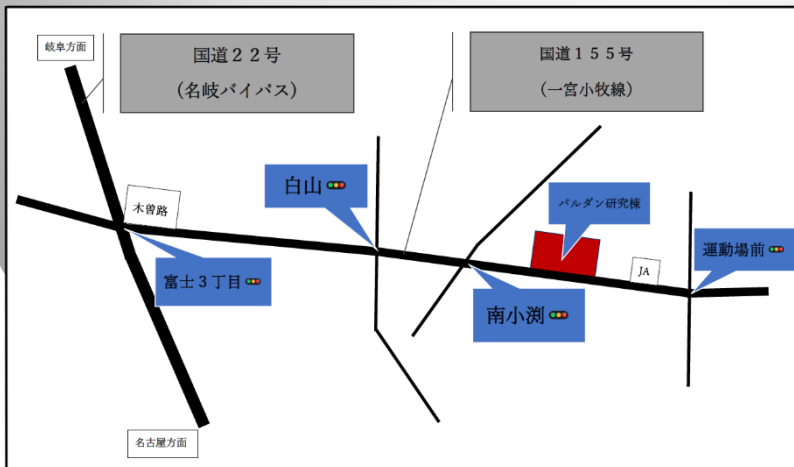 岐阜方面
国道２２号
（名岐バイパス）
国道１５５号
（一宮小牧線）
木曽路
白山
バルダン研究棟
富士３丁目
南小渕
JA
運動場前
名古屋方面